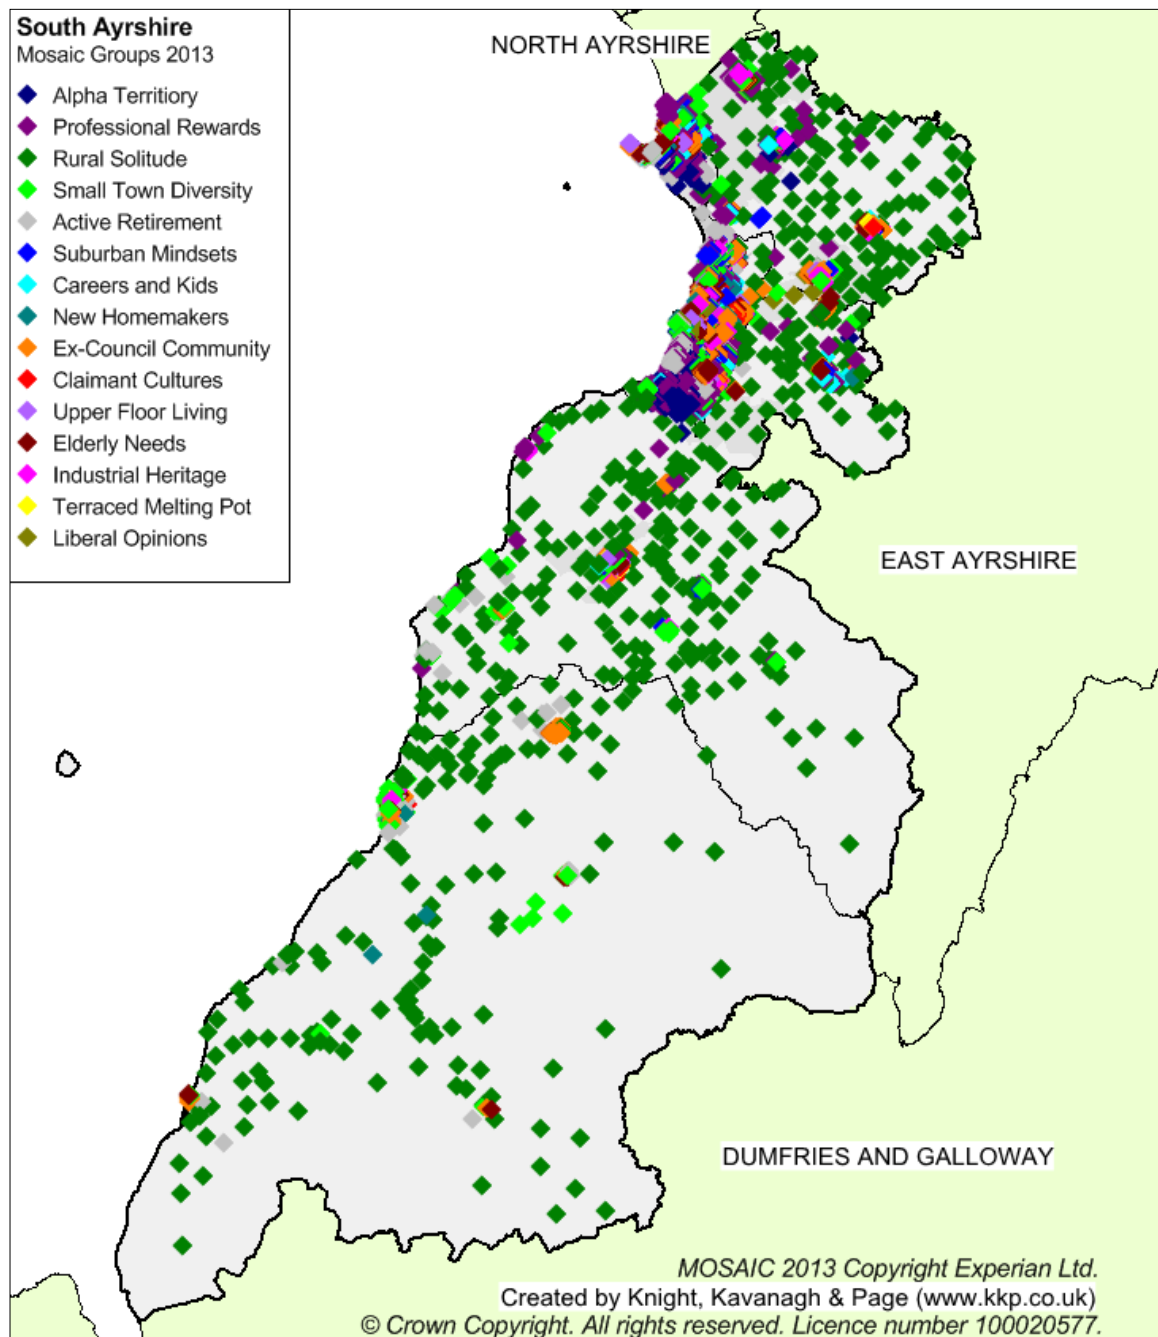 South Ayrshire
Mosaic Groups 2013
Alpha Territiory
Professional Rewards
Rural Solitude
Small Town Diversity
Active Retirement
Suburban Mindsets
Careers and Kids
New Homemakers
Ex-Council Community
Claimant Cultures
Upper Floor Living
Elderly Needs
Industrial Heritage
Terraced Melting Pot
Liberal Opinions
NORTH AYRSHIRE
EAST AYRSHIRE
DUMFRIES AND GALLOWAY
MOSAIC 2013 Copyright Experian Ltd.
Created by Knight, Kavanagh & Page (www.kkp.co.uk)
© Crown Copyright. All rights reserved. Licence number 100020577.